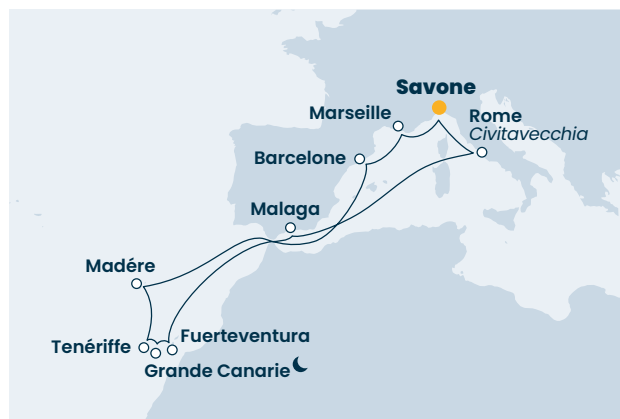 Savone
Marseille
Rome
Civitavecchia
Barcelone
Malaga
Madére
Tenériffe
Fuerteventura
Grande Canarie